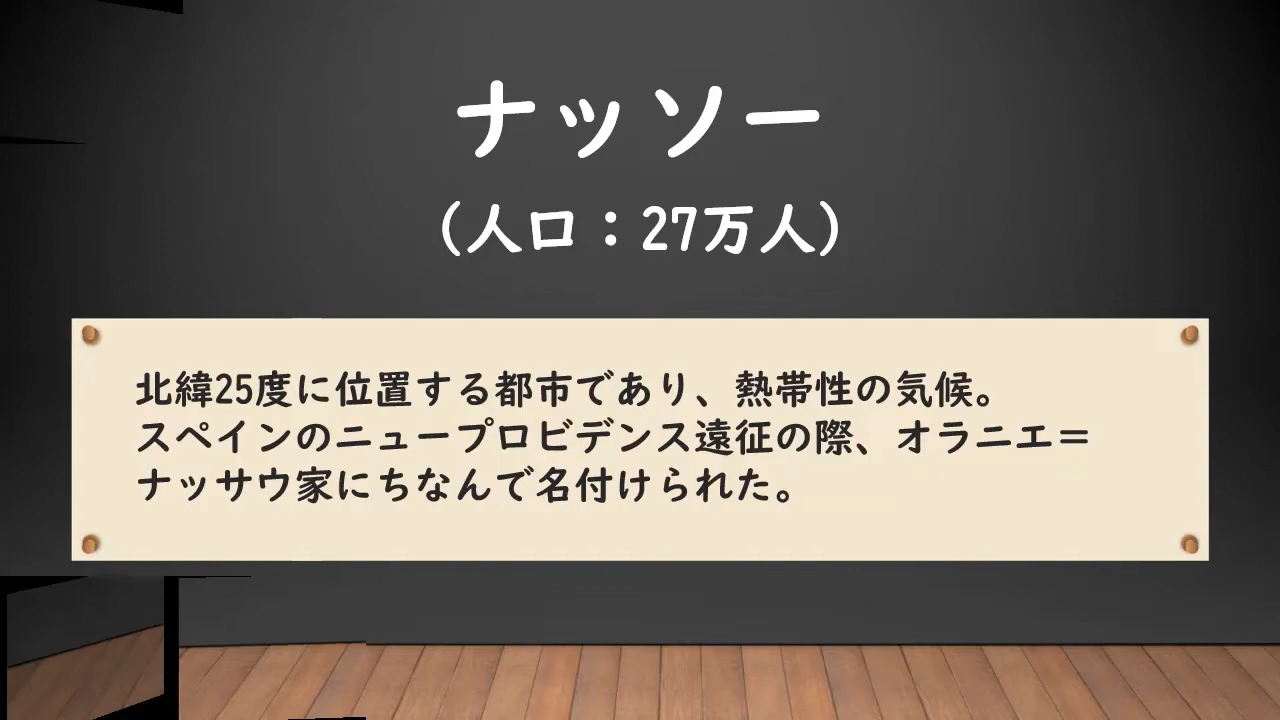 ナッソー
(人口：27万人)
北緯25度に位置する都市であり、熱帯性の気候。
スペインのニュープロビデンス遠征の際、オラニエ＝
ナッサウ家にちなんで名付けられた。